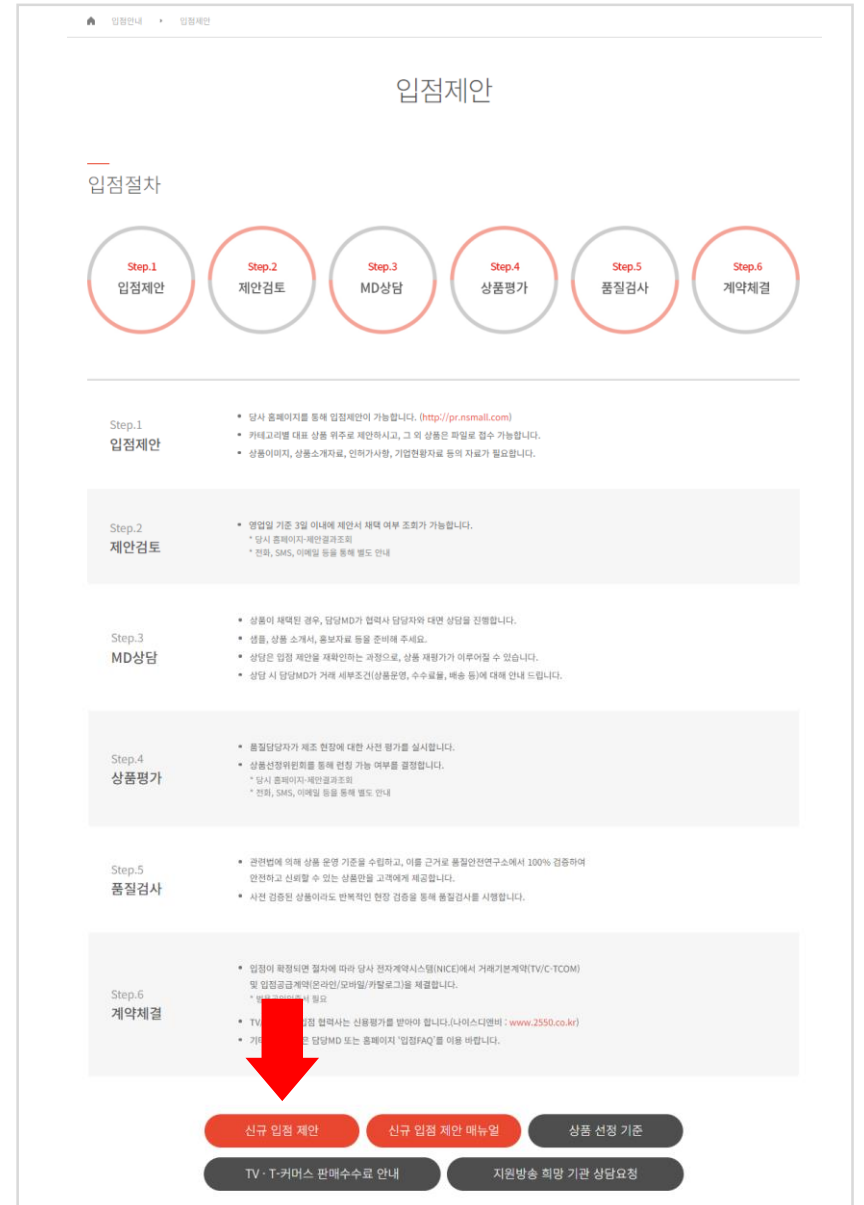 입점안내 ‣ 입점제안
입점제안
입점절차
Step.1
입점제안
Step.2
제안검토
Step.3
MD상담
Step.4
상품평가
Step.5
품질검사
Step.6
계약체결
Step.1
입점제안
• 당사 홈페이지를 통해 입점제안이 가능합니다. (http://pr.nsmall.com)
• 카테고리별 대표 상품 위주로 제안하시고, 그 외 상품은 파일로 접수 가능합니다.
• 상품이미지, 상품소개자료, 인허가사항, 기업현황자료 등의 자료가 필요합니다.
Step.2
제안검토
• 영업일 기준 3일 이내에 제안서 채택 여부 조회가 가능합니다.
* 당시 홈페이지-제안결과조회
* 전화, SMS, 이메일 등을 통해 별도 안내
Step.3
MD상담
• 상품이 채택된 경우, 담당MD가 협력사 담당자와 대면 상담을 진행합니다.
• 샘플, 상품 소개서, 홍보자료 등을 준비해 주세요.
• 상담은 입점 제안을 재확인하는 과정으로, 상품 재평가가 이루어질 수 있습니다.
• 상담 시 담당MD가 거래 세부조건(상품운영, 수수료율, 배송 등)에 대해 안내 드립니다.
Step.4
상품평가
• 품질담당자가 제조 현장에 대한 사전 평가를 실시합니다.
• 상품선정위원회를 통해 런칭 가능 여부를 결정합니다.
* 당시 홈페이지-제안결과조회
* 전화, SMS, 이메일 등을 통해 별도 안내
Step.5
품질검사
• 관련법에 의해 상품 운영 기준을 수립하고, 이를 근거로 품질안전연구소에서 100% 검증하여
안전하고 신뢰할 수 있는 상품만을 고객에게 제공합니다.
• 사전 검증된 상품이라도 반복적인 현장 검증을 통해 품질검사를 시행합니다.
Step.6
계약체결
• 입점이 확정되면 절차에 따라 당사 전자계약시스템(NICE)에서 거래기본계약(TV/C-TCOM)
및 입점공급계약(온라인/모바일/카탈로그)을 체결합니다.
* 필요
• TV 입점 협력사는 신용평가를 받아야 합니다.(나이스디앤비 : www.2550.co.kr)
• 담당MD 또는 홈페이지 '입점FAQ'를 이용 바랍니다.
신규 입점 제안
신규 입점 제안 매뉴얼
상품 선정 기준
TV · T-커머스 판매수수료 안내
지원방송 희망 기관 상담요청